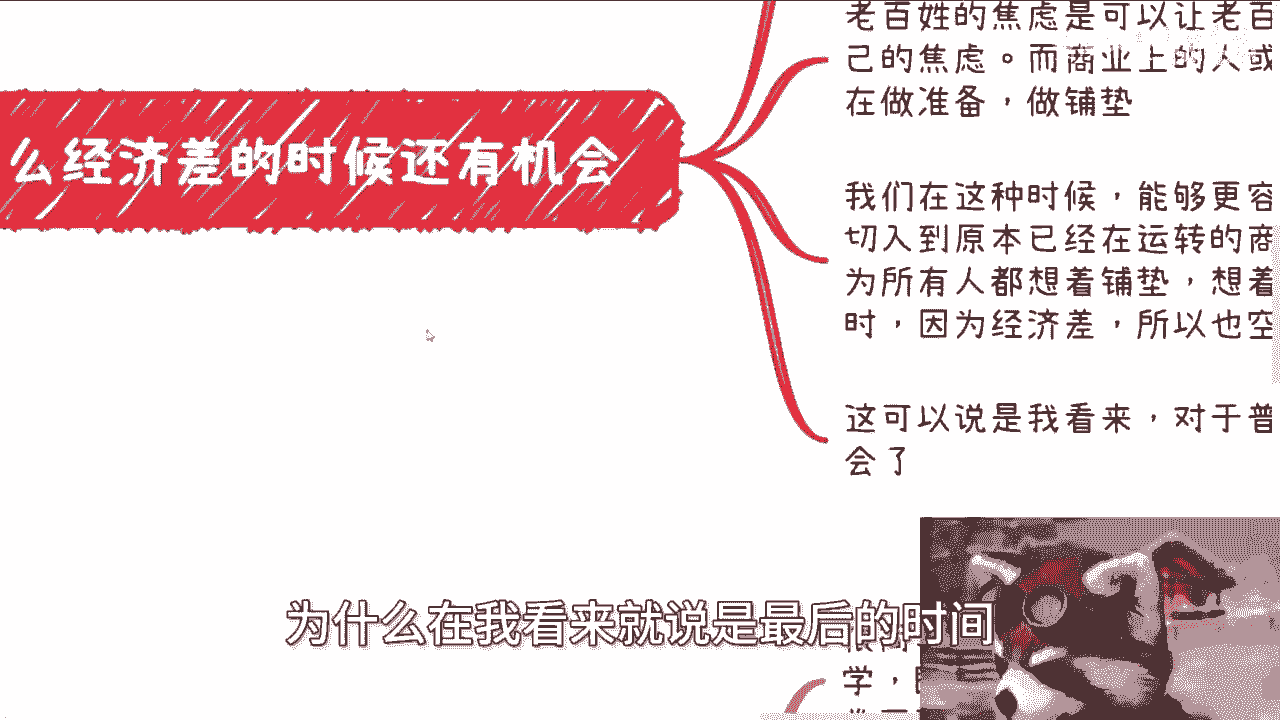 老百姓的焦虑是可以让老百
己的焦虑。而商业上的人或
在做准备，做铺垫
么经济差的时候还有机会
我们在这种时候，能够更容
切入到原本已经在运转的商
为所有人都想着铺垫，想着
时，因为经济差，所以也空
这可以说是我看来，对于普
会了
为什么在我看来就说是最后的时间
学，